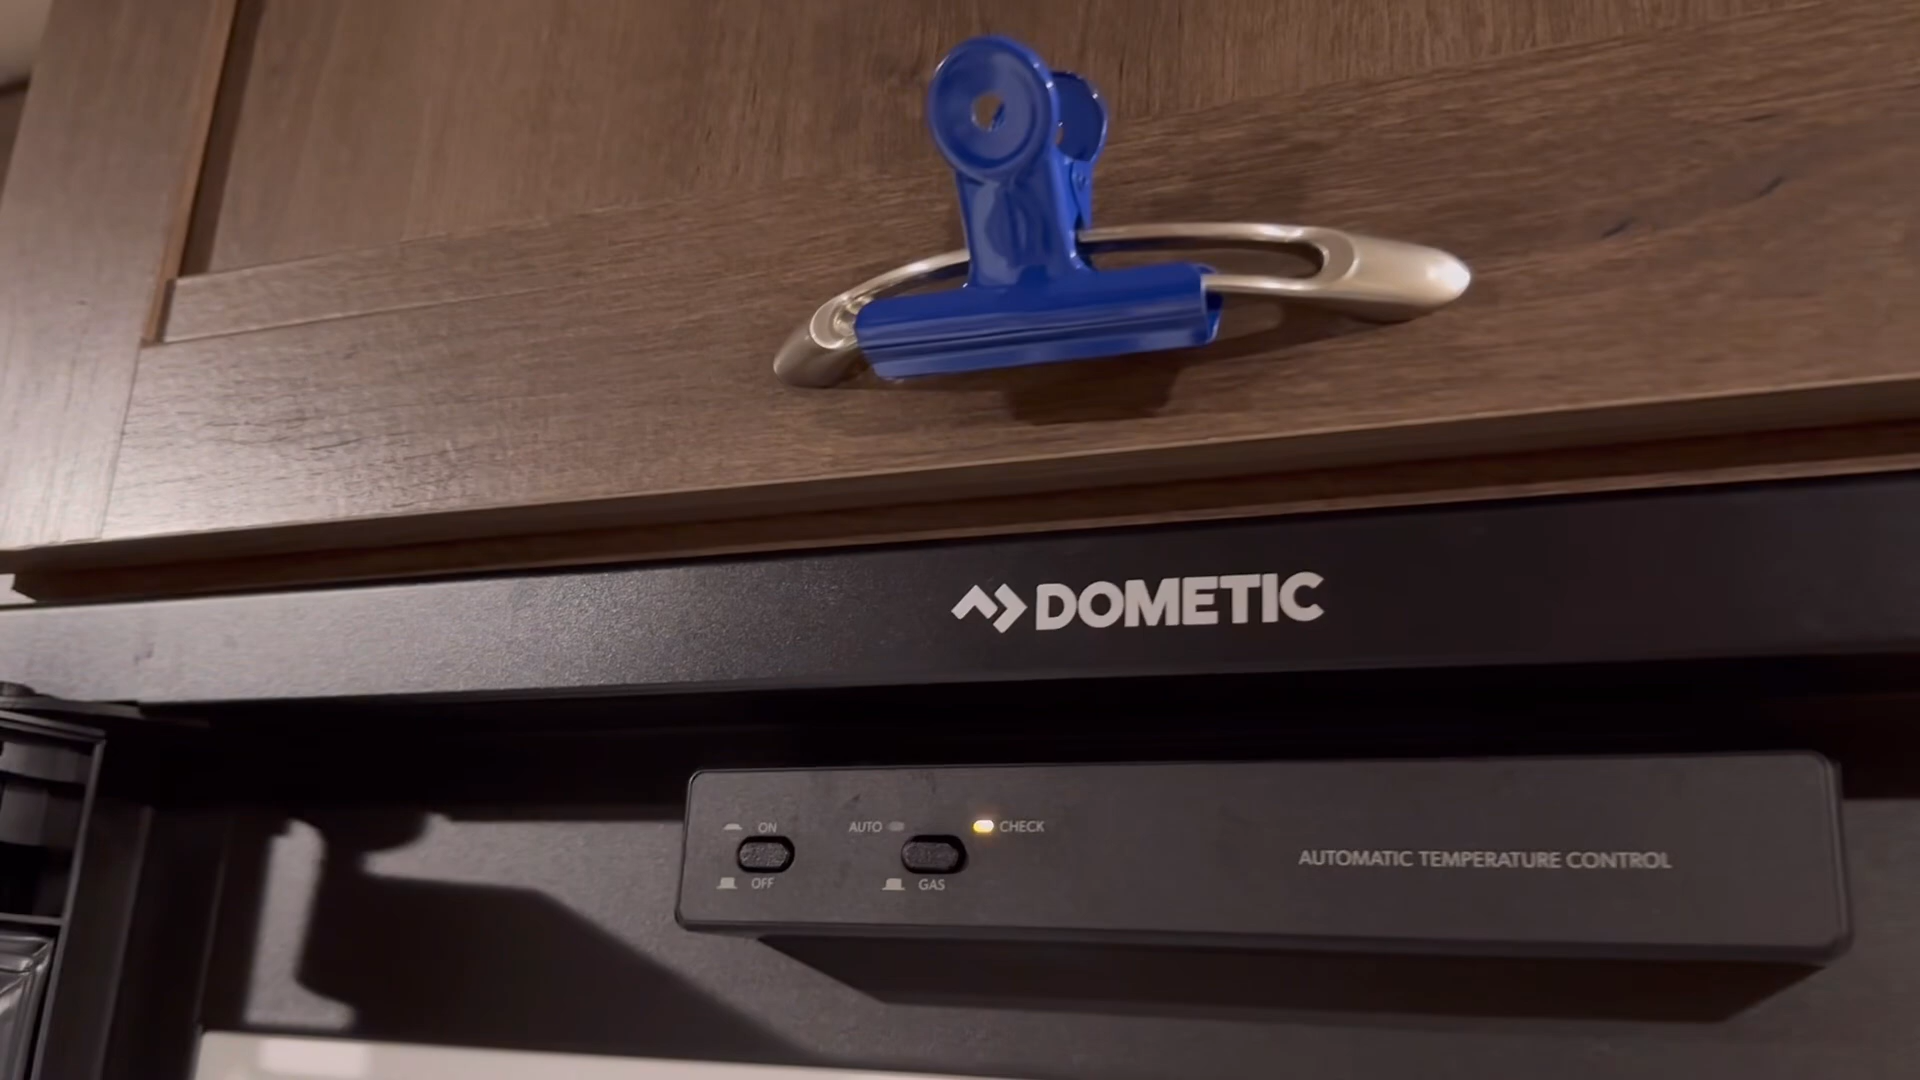 DOMETIC
ON
AUTO
CHECK
OFF
GAS
AUTOMATIC TEMPERATURE CONTROL